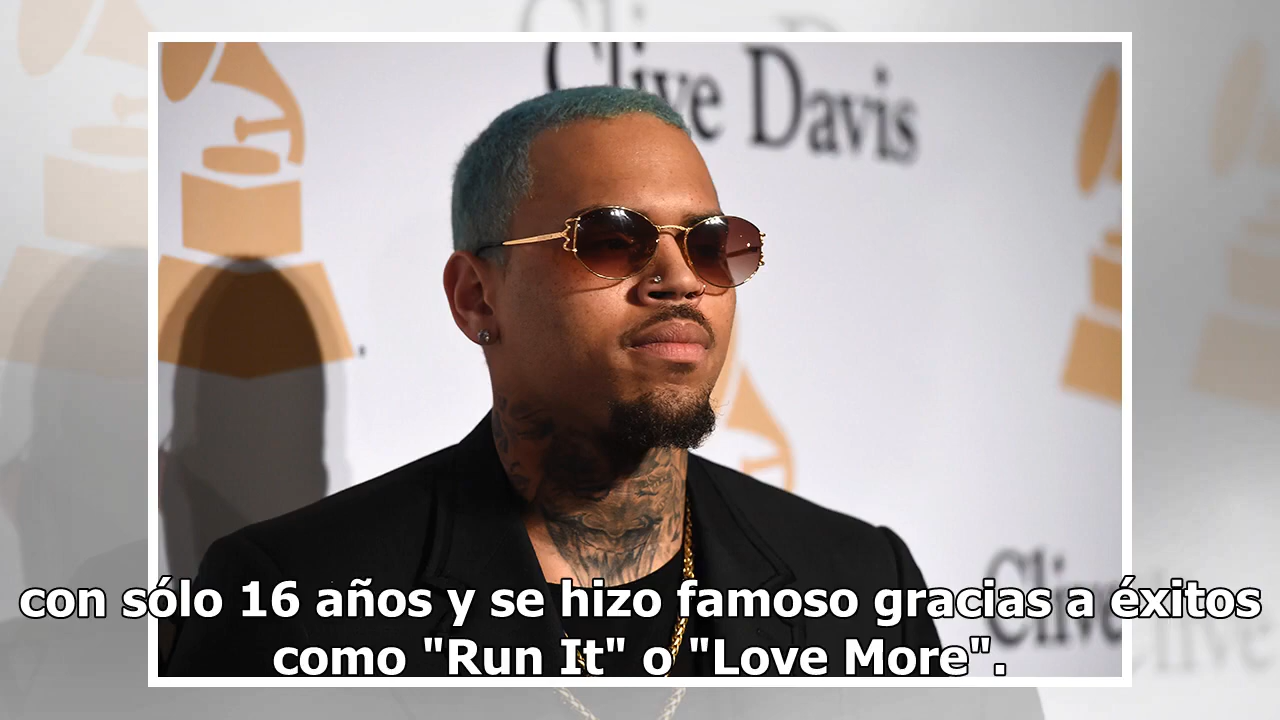 Clive Davis
con sólo 16 años y se hizo famoso gracias a éxitos
como "Run It" o "Love More".
Clive